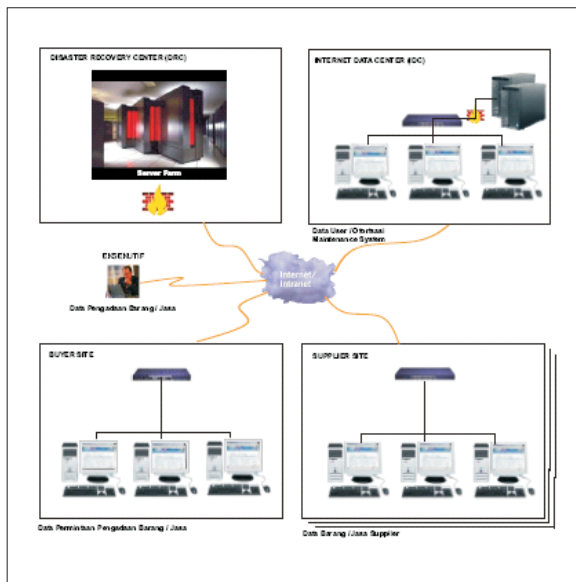 DISASTER RECOVERY CENTER (DRC)
Server Farm
INTERNET DATA CENTER (IDC)
Data User / Otorisasi
Maintenance System
EKSEKUTIF
Data Pengadaan Barang / Jasa
Internet/
Intranet
BUYER SITE
Data Permintaan Pengadaan Barang / Jasa
SUPPLIER SITE
Data Barang / Jasa Supplier